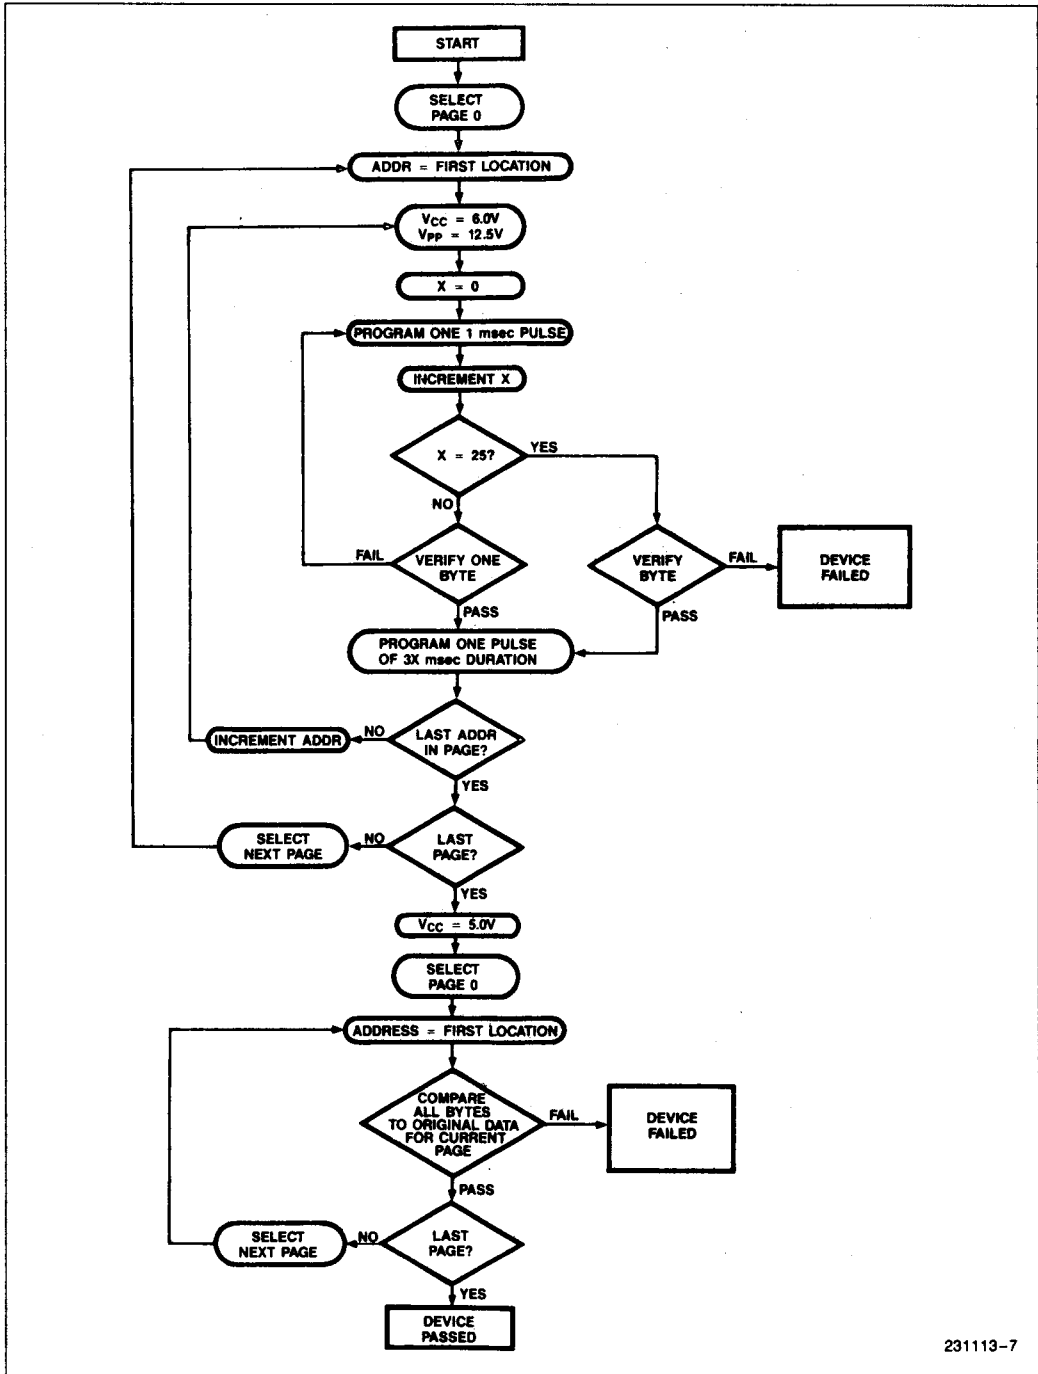 START
SELECT
PAGE 0
ADDR = FIRST LOCATION
VCC = 6.0V
VPP = 12.5V
X = 0
PROGRAM ONE 1 msec PULSE
INCREMENT X
X = 25?
YES
NO
VERIFY ONE
BYTE
FAIL
PASS
VERIFY
BYTE
FAIL
PASS
DEVICE
FAILED
PROGRAM ONE PULSE
OF 3X msec DURATION
LAST ADDR
IN PAGE?
NO
INCREMENT ADDR
YES
LAST
PAGE?
NO
SELECT
NEXT PAGE
YES
VCC = 5.0V
SELECT
PAGE 0
ADDRESS = FIRST LOCATION
COMPARE
ALL BYTES
TO ORIGINAL DATA
FOR CURRENT
PAGE
FAIL
DEVICE
FAILED
PASS
LAST
PAGE?
NO
SELECT
NEXT PAGE
YES
DEVICE
PASSED
231113-7